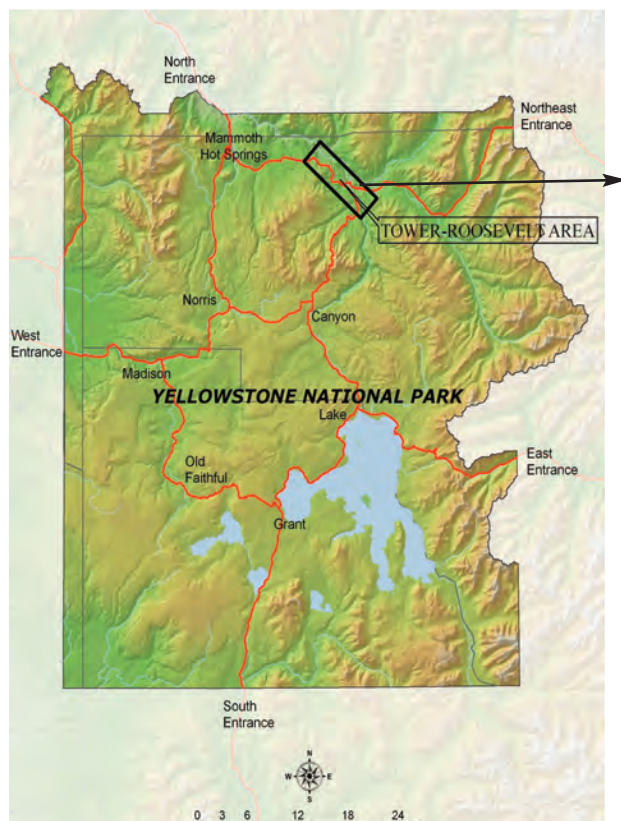 North
Entrance
Northeast
Entrance
Mammoth
Hot Springs
TOWER-ROOSEVELT AREA
Norris
Canyon
West
Entrance
Madison
YELLOWSTONE NATIONAL PARK
Lake
Old
Faithful
East
Entrance
Grant
South
Entrance
N
W E
S
0 3 6 12 18 24